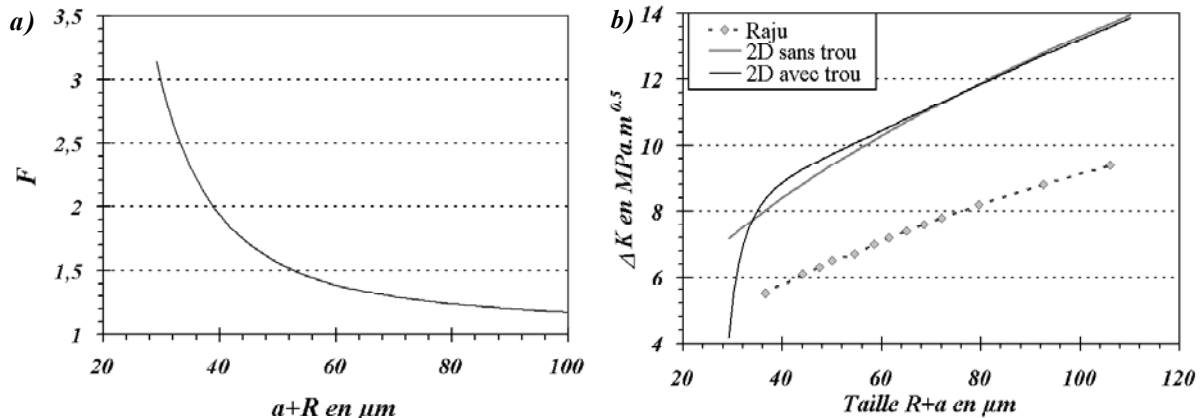 a)
3,5
3
2,5
2
1,5
1
F
20
40
60
80
100
a+R en µm
b)
14
12
10
8
6
4
ΔK en MPa.m^0.5
Raju
2D sans trou
2D avec trou
20
40
60
80
100
120
Taille R+a en µm